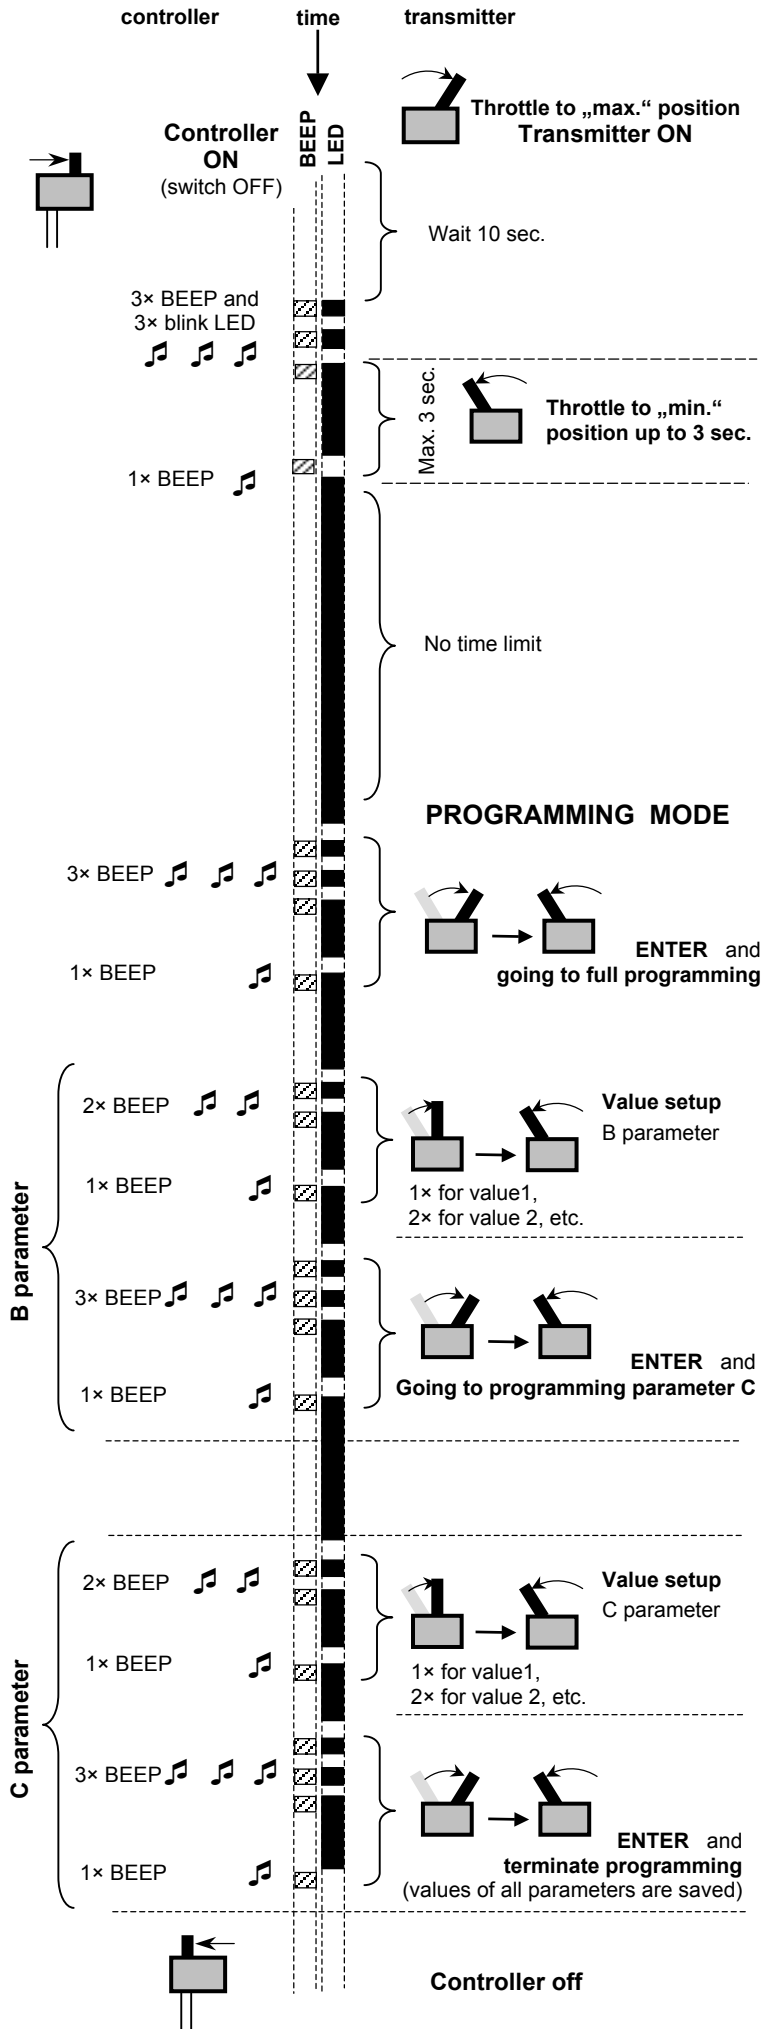 controller time transmitter
Throttle to „max.“ position
Transmitter ON
Controller
ON
(switch OFF)
BEEP
LED
Wait 10 sec.
3× BEEP and
3× blink LED
Max. 3 sec.
Throttle to „min.“
position up to 3 sec.
1× BEEP
No time limit
PROGRAMMING MODE
3× BEEP
1× BEEP
ENTER and
going to full programming
B parameter
2× BEEP
Value setup
B parameter
1× BEEP
1× for value1,
2× for value 2, etc.
3× BEEP
ENTER and
Going to programming parameter C
1× BEEP
C parameter
2× BEEP
Value setup
C parameter
1× BEEP
1× for value1,
2× for value 2, etc.
3× BEEP
ENTER and
terminate programming
1× BEEP
(values of all parameters are saved)
Controller off